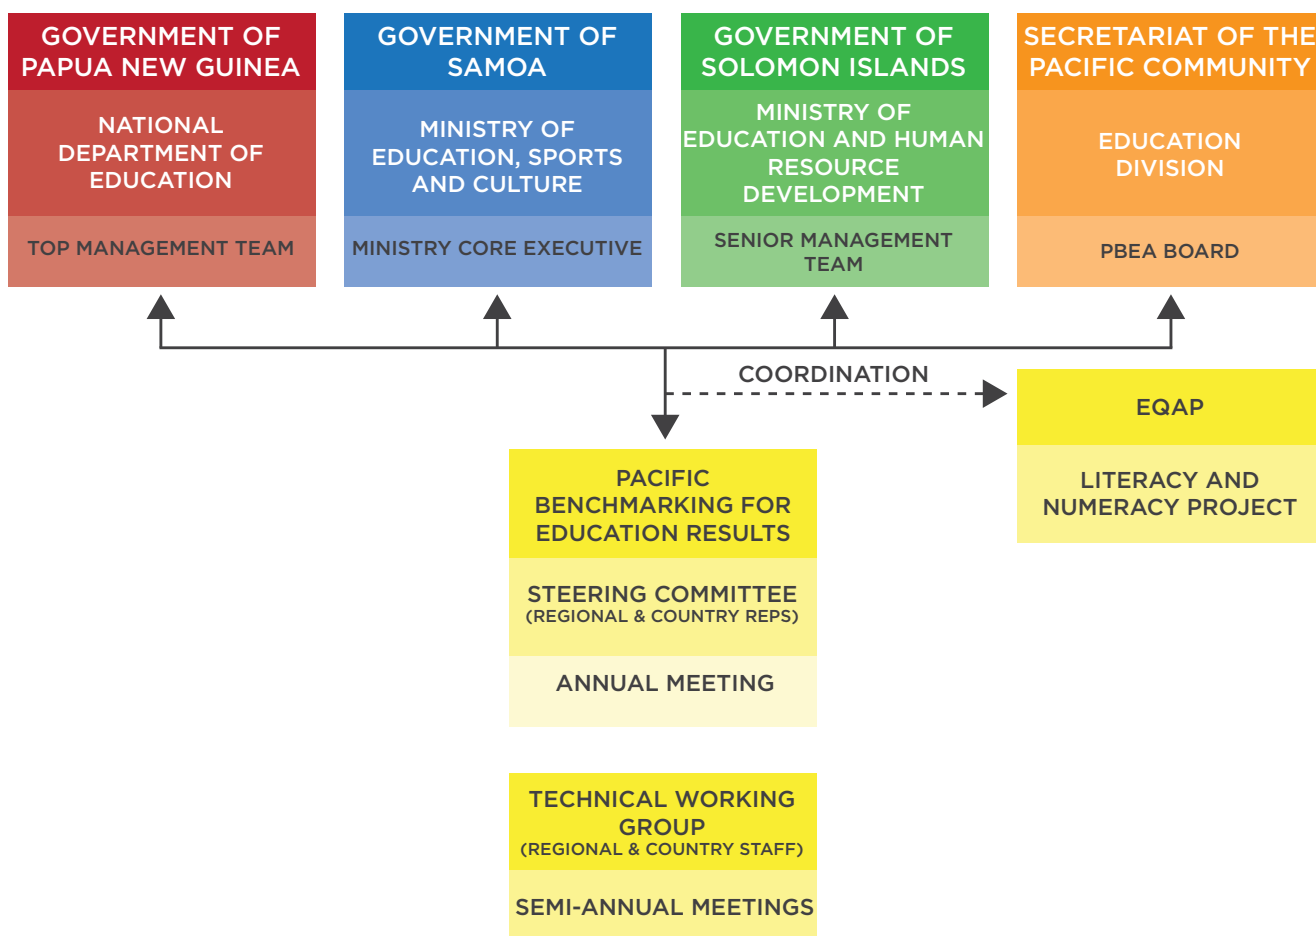 GOVERNMENT OF
PAPUA NEW GUINEA
NATIONAL
DEPARTMENT OF
EDUCATION
TOP MANAGEMENT TEAM
GOVERNMENT OF
SAMOA
MINISTRY OF
EDUCATION, SPORTS
AND CULTURE
MINISTRY CORE EXECUTIVE
GOVERNMENT OF
SOLOMON ISLANDS
MINISTRY OF
EDUCATION AND HUMAN
RESOURCE
DEVELOPMENT
SENIOR MANAGEMENT
TEAM
SECRETARIAT OF THE
PACIFIC COMMUNITY
EDUCATION
DIVISION
PBEA BOARD
COORDINATION
EQAP
LITERACY AND
NUMERACY PROJECT
PACIFIC
BENCHMARKING FOR
EDUCATION RESULTS
STEERING COMMITTEE
(REGIONAL & COUNTRY REPS)
ANNUAL MEETING
TECHNICAL WORKING
GROUP
(REGIONAL & COUNTRY STAFF)
SEMI-ANNUAL MEETINGS